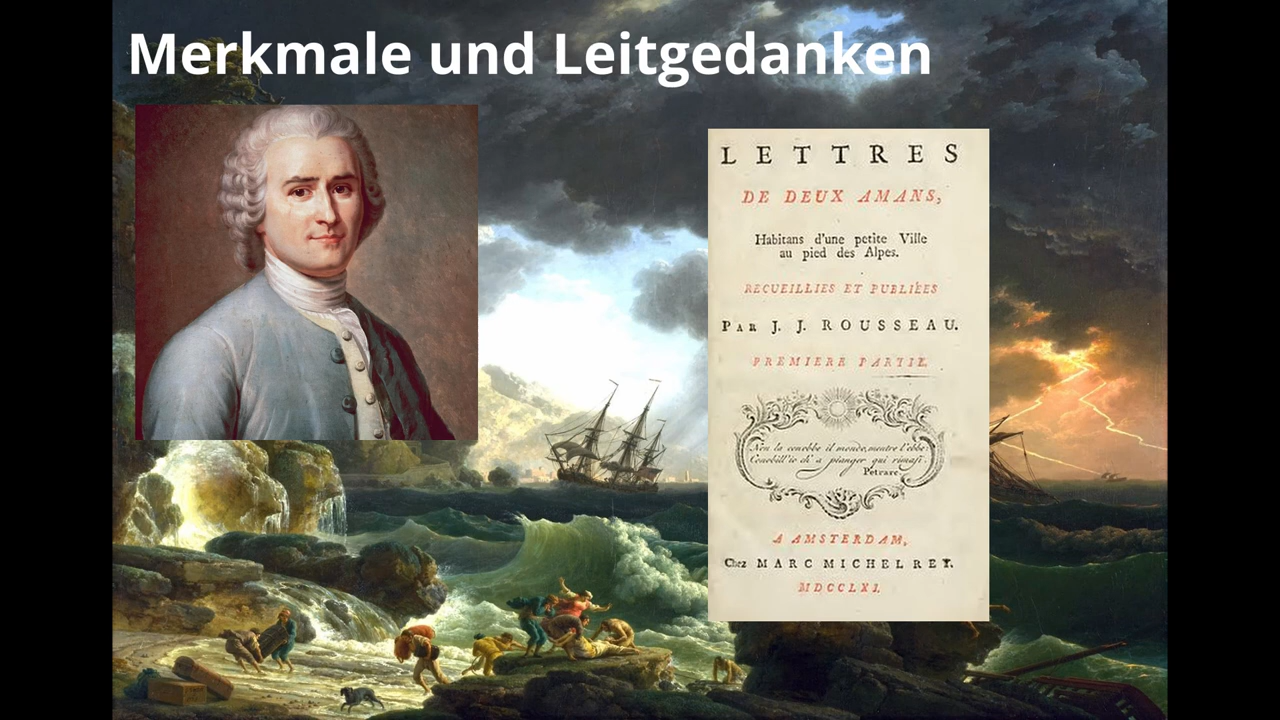 Merkmale und Leitgedanken
LETTRES
DE DEUX AMANS,
Habitans d'une petite Ville
au pied des Alpes.
RECUEILLIES ET PUBLIÉES
PAR J. J. ROUSSEAU.
PREMIERE PARTIE.
Non la conobbe il mondo, mentre l'ebbe:
Conobill'io ch' a pianger qui rimasi.
Petrarc.
A AMSTERDAM,
Chez MARC MICHEL REY.
MDCCLXI.